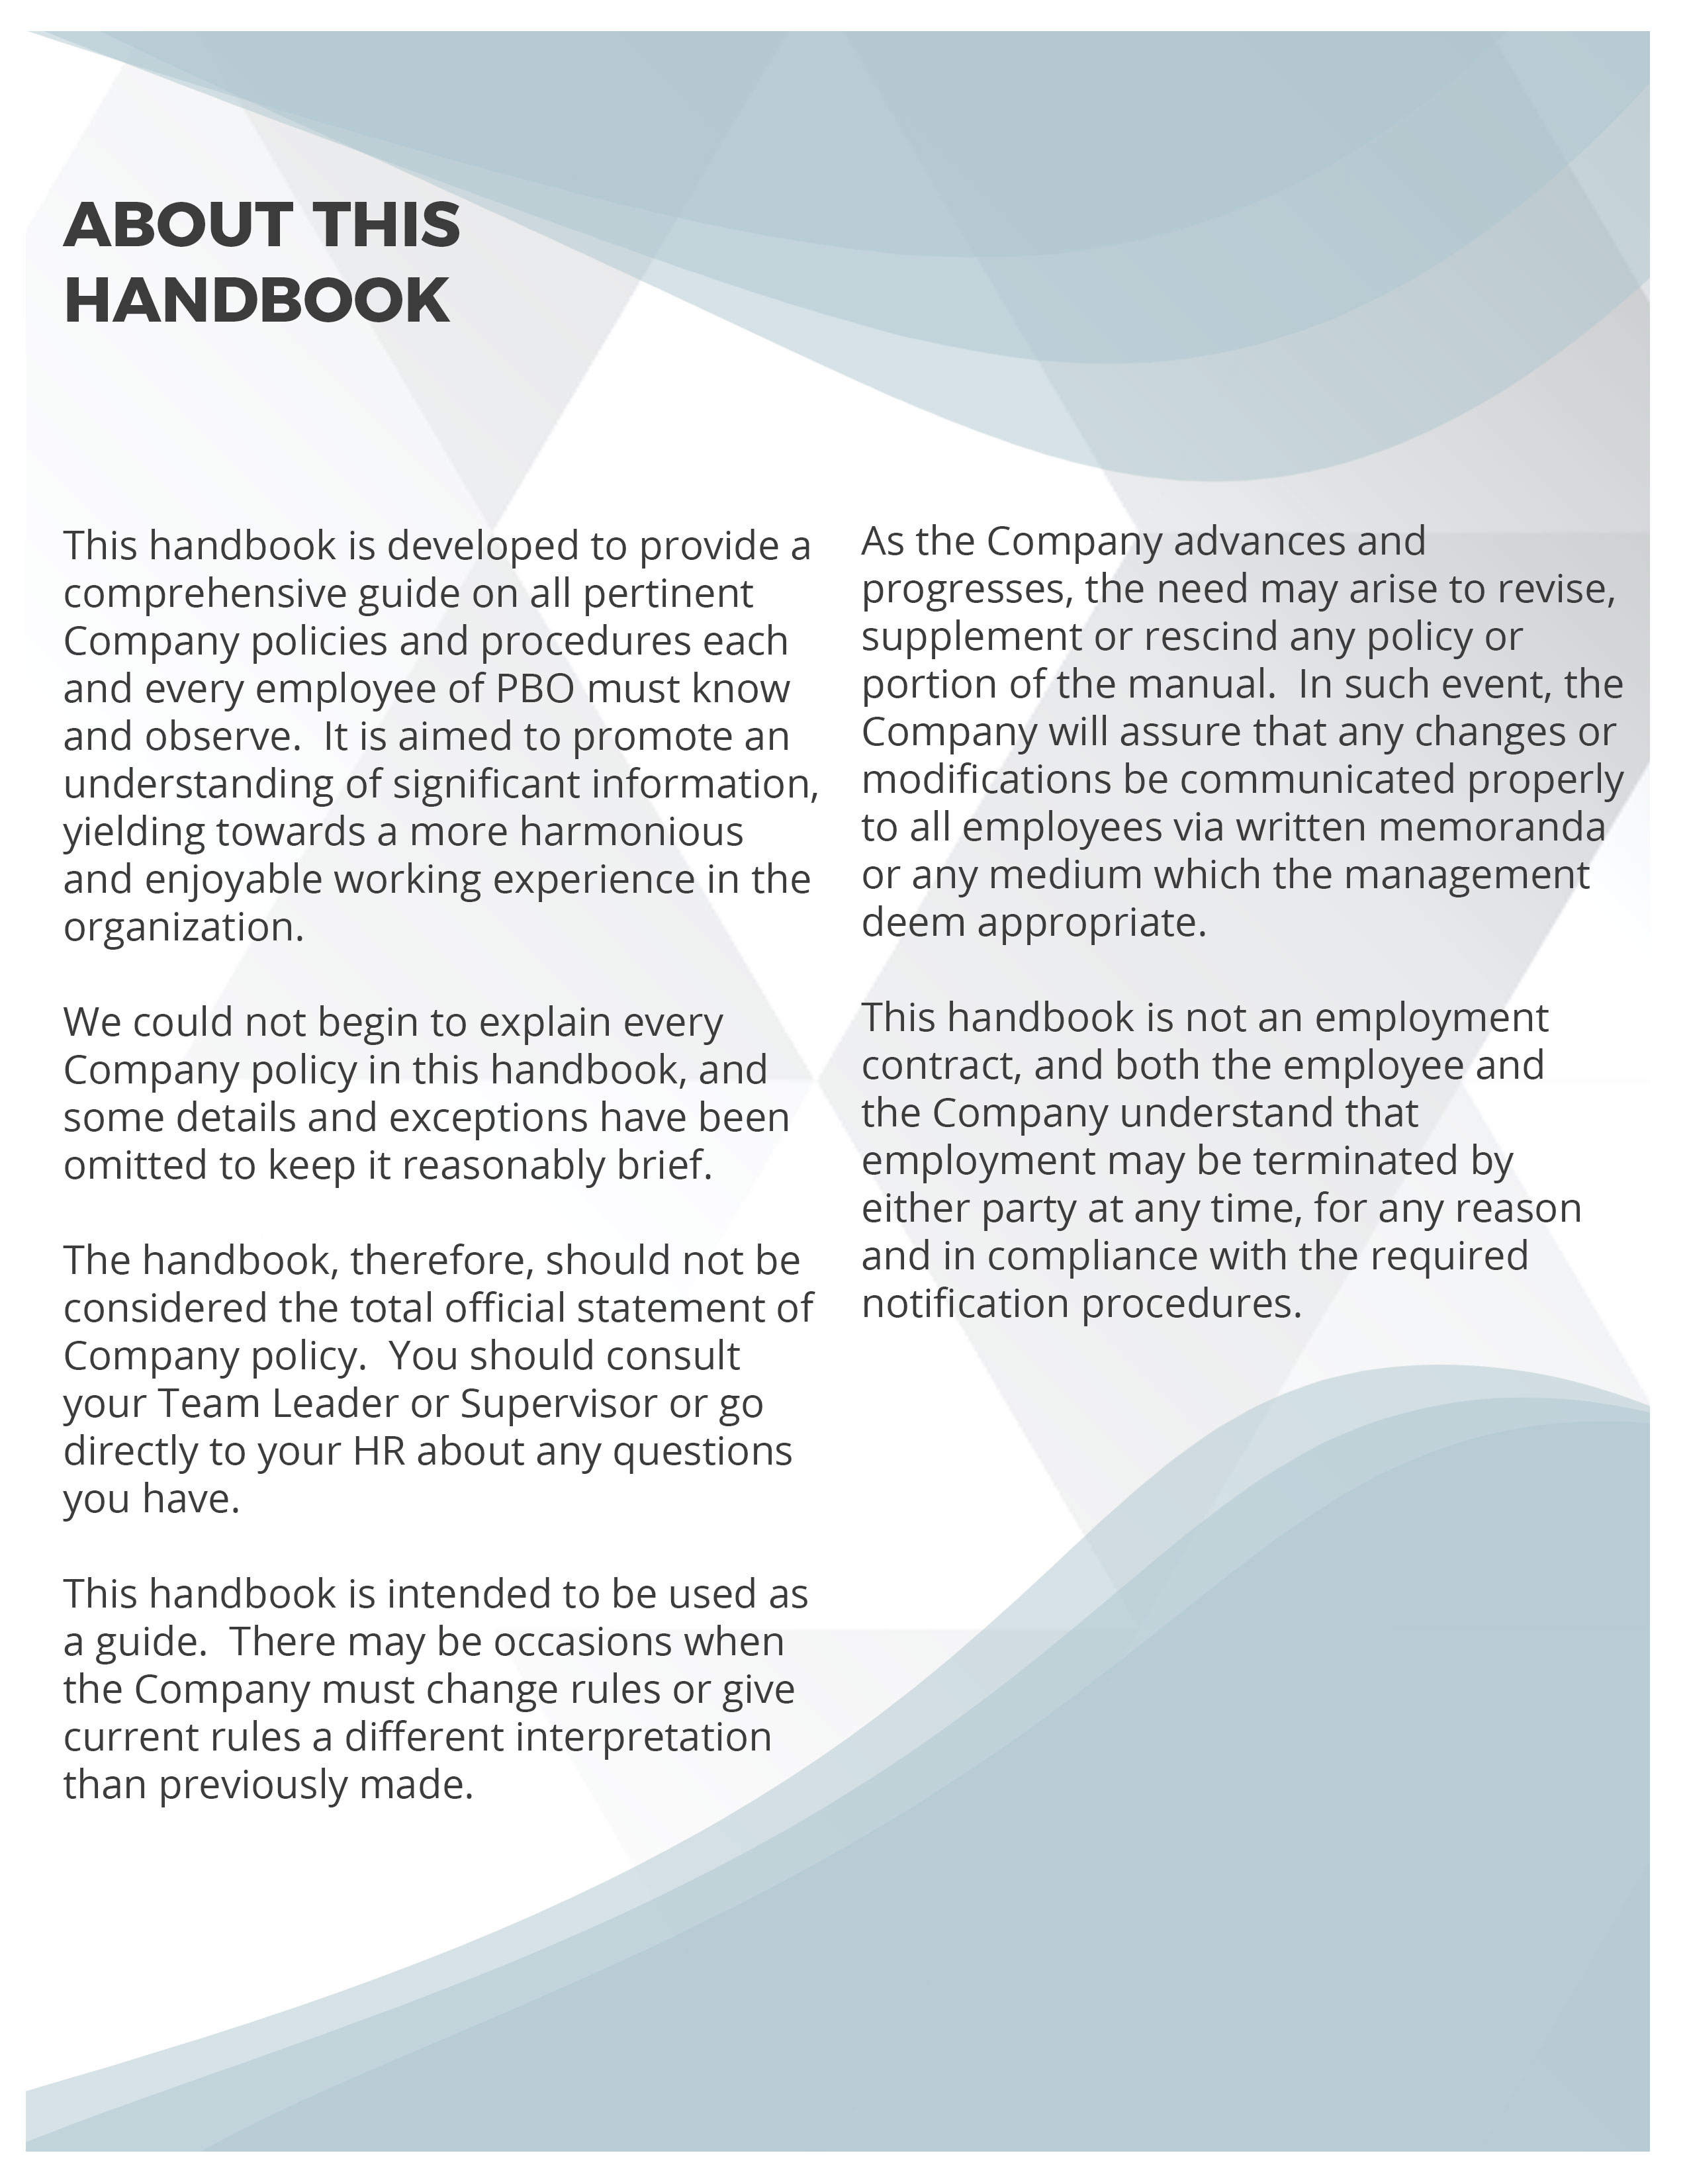 ABOUT THIS
HANDBOOK
This handbook is developed to provide a
comprehensive guide on all pertinent
Company policies and procedures each
and every employee of PBO must know
and observe.  It is aimed to promote an
understanding of significant information,
yielding towards a more harmonious
and enjoyable working experience in the
organization.
We could not begin to explain every
Company policy in this handbook, and
some details and exceptions have been
omitted to keep it reasonably brief.
The handbook, therefore, should not be
considered the total official statement of
Company policy.  You should consult
your Team Leader or Supervisor or go
directly to your HR about any questions
you have.
This handbook is intended to be used as
a guide.  There may be occasions when
the Company must change rules or give
current rules a different interpretation
than previously made.
As the Company advances and
progresses, the need may arise to revise,
supplement or rescind any policy or
portion of the manual.  In such event, the
Company will assure that any changes or
modifications be communicated properly
to all employees via written memoranda
or any medium which the management
deem appropriate.
This handbook is not an employment
contract, and both the employee and
the Company understand that
employment may be terminated by
either party at any time, for any reason
and in compliance with the required
notification procedures.